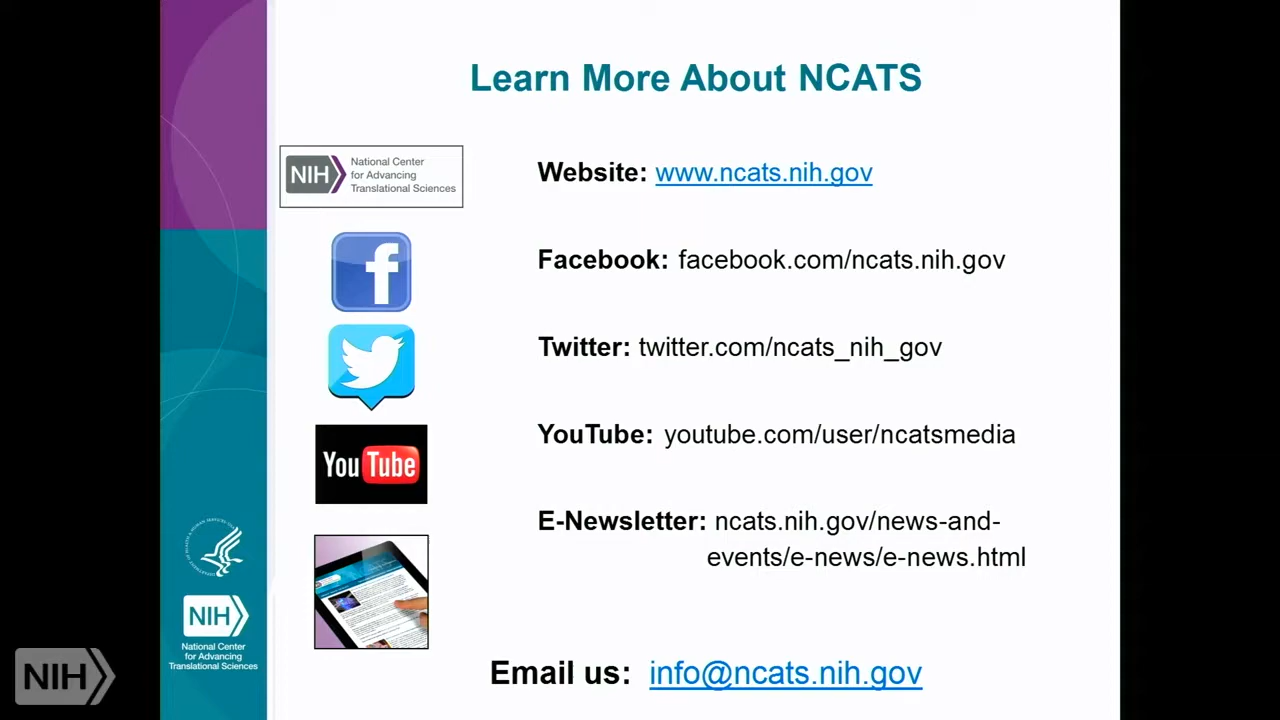 Learn More About NCATS
NIH
National Center
for Advancing
Translational Sciences
Website: www.ncats.nih.gov
f
Facebook: facebook.com/ncats.nih.gov
Twitter: twitter.com/ncats_nih_gov
YouTube
YouTube: youtube.com/user/ncatsmedia
E-Newsletter: ncats.nih.gov/news-and-
events/e-news/e-news.html
Email us: info@ncats.nih.gov
NIH
National Center
for Advancing
Translational Sciences
NIH